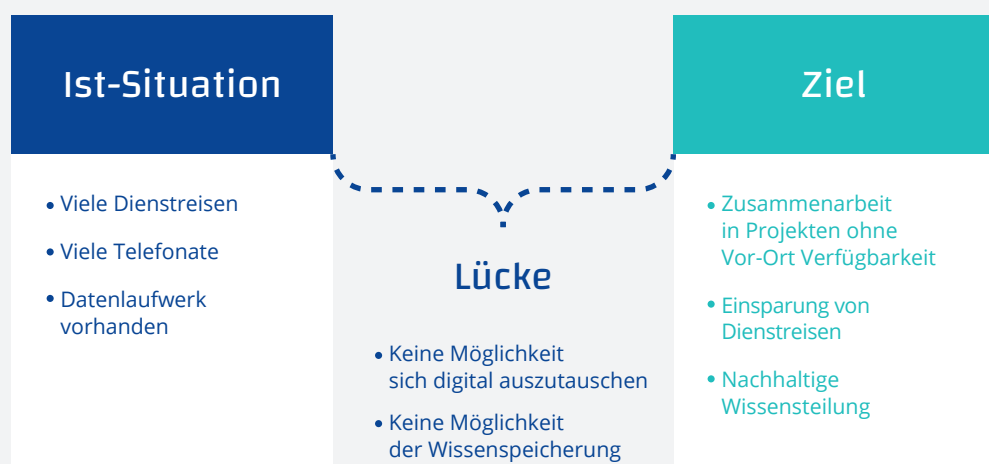 Ist-Situation
• Viele Dienstreisen
• Viele Telefonate
• Datenlaufwerk
vorhanden
Lücke
• Keine Möglichkeit
sich digital auszutauschen
• Keine Möglichkeit
der Wissenspeicherung
Ziel
• Zusammenarbeit
in Projekten ohne
Vor-Ort Verfügbarkeit
• Einsparung von
Dienstreisen
• Nachhaltige
Wissensteilung